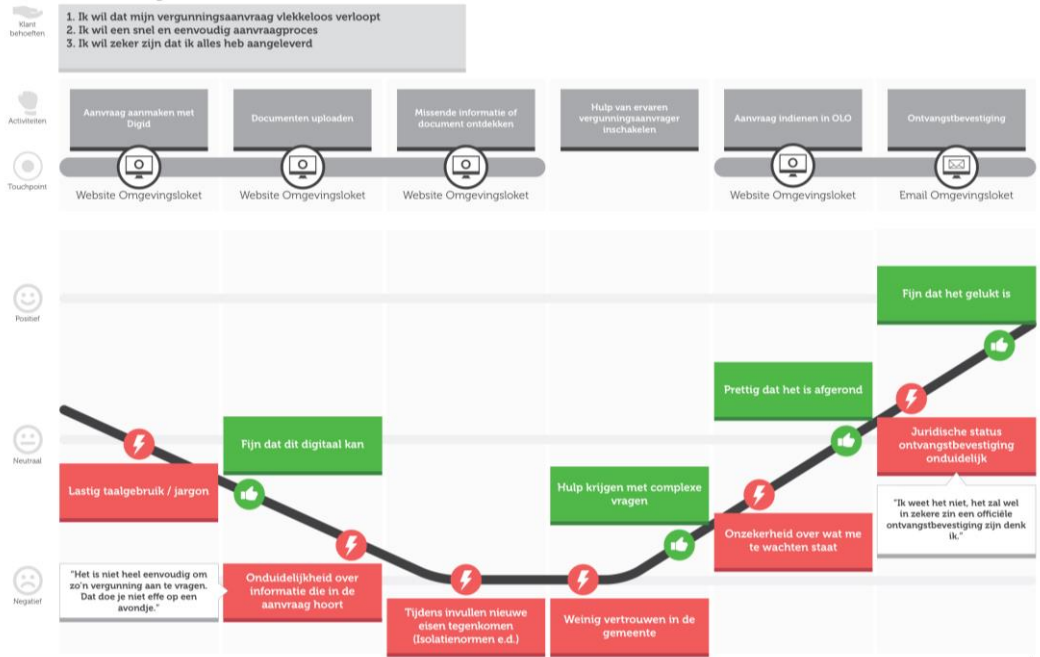 Klant
behoeften
1. Ik wil dat mijn vergunningsaanvraag vlekkeloos verloopt
2. Ik wil een snel en eenvoudig aanvraagproces
3. Ik wil zeker zijn dat ik alles heb aangeleverd
Activiteiten
Aanvraag aanmaken met
Digid
Documenten uploaden
Missende informatie of
document ontdekken
Hulp van ervaren
vergunningsaanvrager
inschakelen
Aanvraag indienen in OLO
Ontvangstbevestiging
Touchpoint
Website Omgevingsloket
Website Omgevingsloket
Website Omgevingsloket
Website Omgevingsloket
Email Omgevingsloket
Positief
Fijn dat het gelukt is
Prettig dat het is afgerond
Neutraal
Fijn dat dit digitaal kan
Juridische status
ontvangstbevestiging
onduidelijk
Lastig taalgebruik / jargon
Hulp krijgen met complexe
vragen
"Ik weet het niet, het zal wel
in zekere zin een officiële
ontvangstbevestiging zijn denk
ik."
Onzekerheid over wat me
te wachten staat
Negatief
"Het is niet heel eenvoudig om
zo'n vergunning aan te vragen.
Dat doe je niet effe op een
avondje."
Onduidelijkheid over
informatie die in de
aanvraag hoort
Tijdens invullen nieuwe
eisen tegenkomen
(Isolatienormen e.d.)
Weinig vertrouwen in de
gemeente